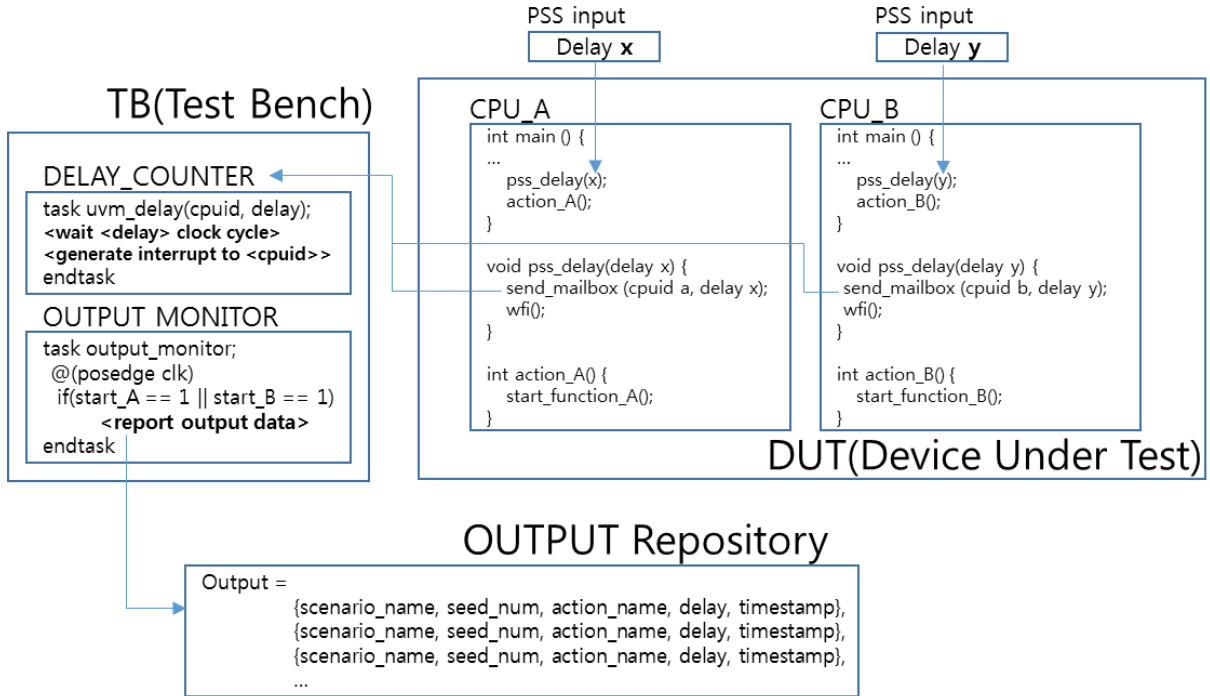 PSS input
Delay x
PSS input
Delay y
TB(Test Bench)
DELAY_COUNTER
task uvm_delay(cpuid, delay);
<wait <delay> clock cycle>
<generate interrupt to <cpuid>>
endtask
OUTPUT MONITOR
task output_monitor;
@(posedge clk)
if(start_A == 1 || start_B == 1)
<report output data>
endtask
CPU_A
int main () {
...
pss_delay(x);
action_A();
}
void pss_delay(delay x) {
send_mailbox (cpuid a, delay x);
wfi();
}
int action_A() {
start_function_A();
}
CPU_B
int main () {
...
pss_delay(y);
action_B();
}
void pss_delay(delay y) {
send_mailbox (cpuid b, delay y);
wfi();
}
int action_B() {
start_function_B();
}
DUT(Device Under Test)
OUTPUT Repository
Output =
{scenario_name, seed_num, action_name, delay, timestamp},
{scenario_name, seed_num, action_name, delay, timestamp},
{scenario_name, seed_num, action_name, delay, timestamp},
...